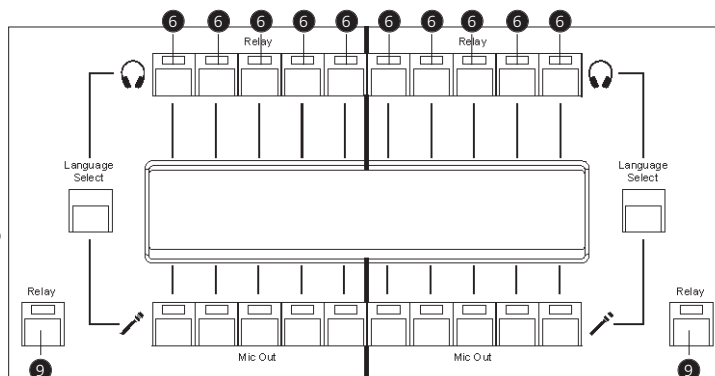 6 6 6 6 6 6 6 6 6 6
Relay Relay
Language
Select
Language
Select
Relay Relay
Mic Out Mic Out
9 9